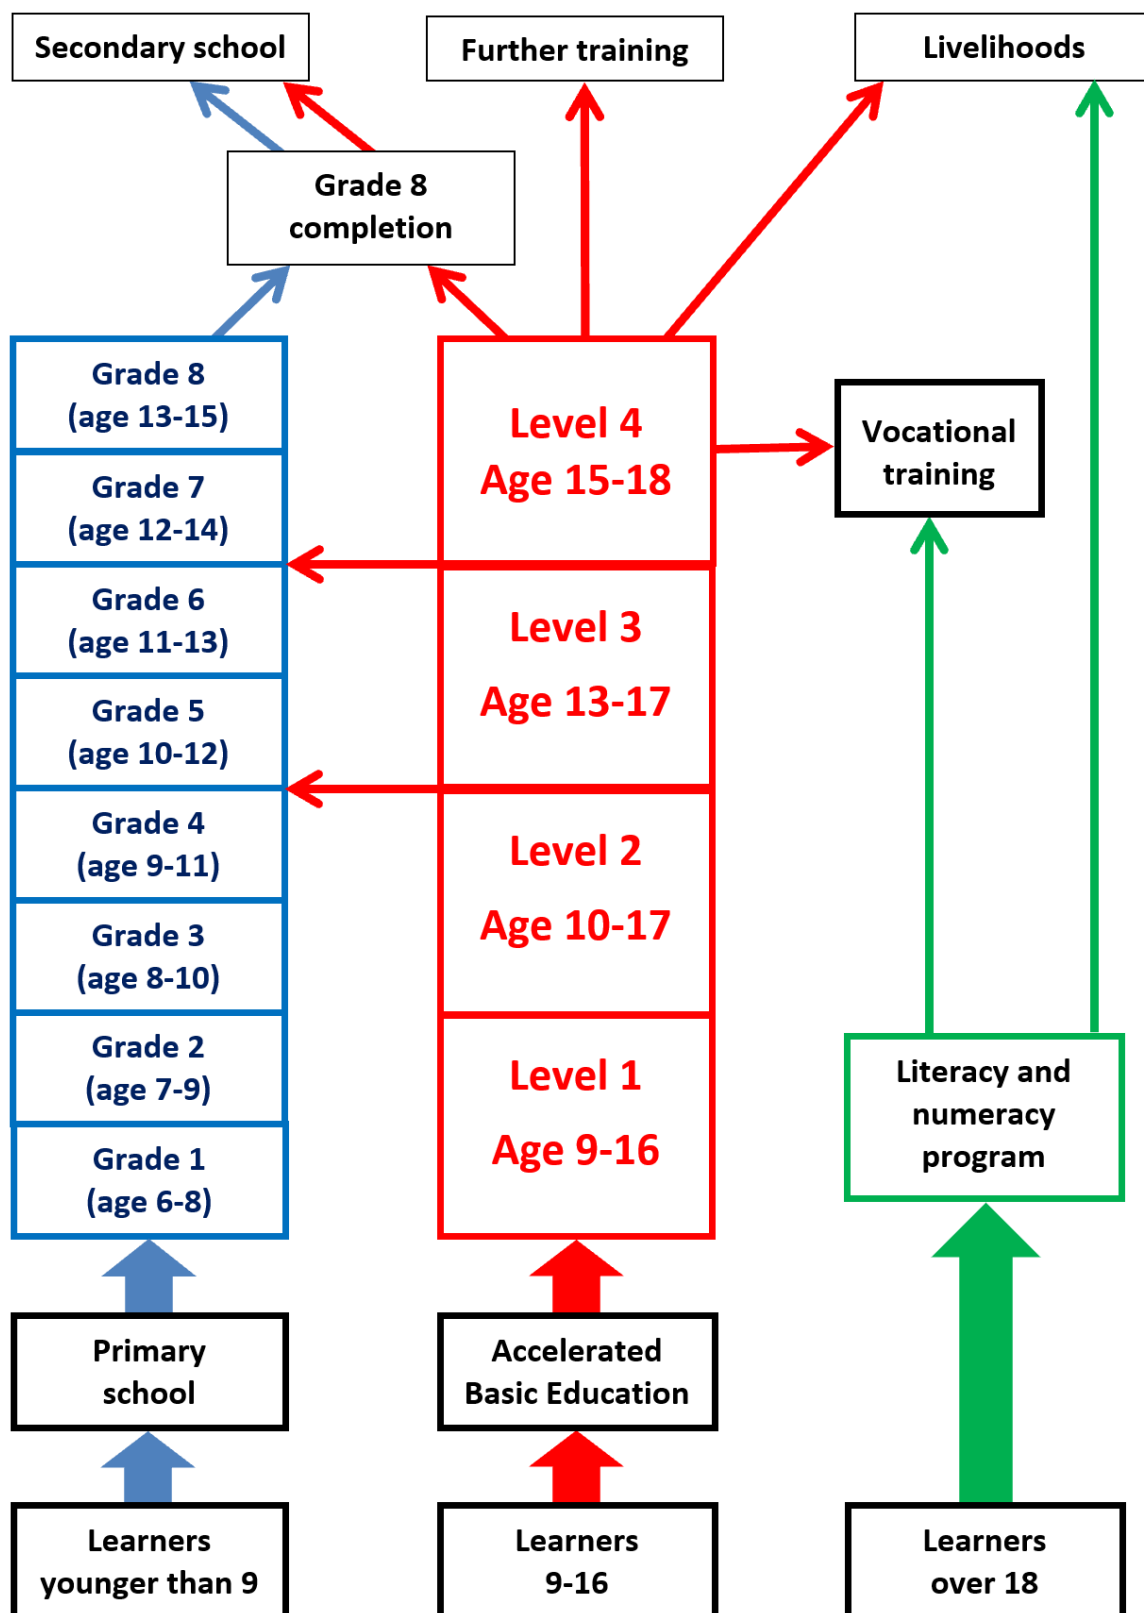 Secondary school
Further training
Livelihoods
Grade 8
completion
Grade 8
(age 13-15)
Grade 7
(age 12-14)
Grade 6
(age 11-13)
Grade 5
(age 10-12)
Grade 4
(age 9-11)
Grade 3
(age 8-10)
Grade 2
(age 7-9)
Grade 1
(age 6-8)
Primary
school
Learners
younger than 9
Level 4
Age 15-18
Level 3
Age 13-17
Level 2
Age 10-17
Level 1
Age 9-16
Accelerated
Basic Education
Learners
9-16
Vocational
training
Literacy and
numeracy
program
Learners
over 18